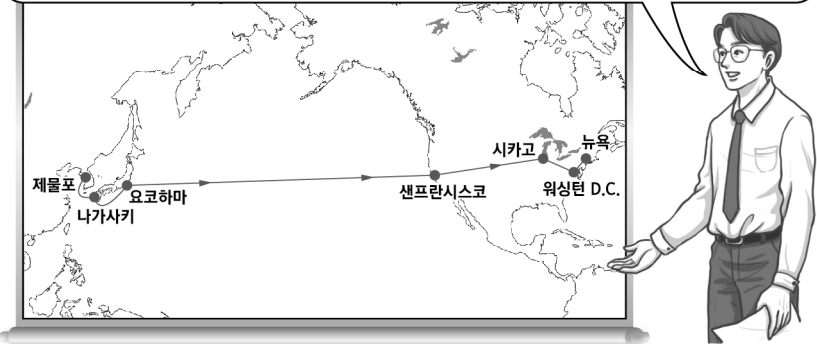 시카고
뉴욕
제물포
요코하마
샌프란시스코
워싱턴 D.C.
나가사키